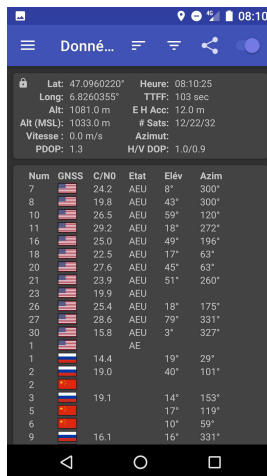 08:10
Donné...
Lat: 47.0960220° Heure: 08:10:25
Long: 6.8260355° TTFF: 103 sec
Alt: 1081.0 m E H Acc: 12.0 m
Alt (MSL): 1033.0 m # Sats: 12/22/32
Vitesse : 0.0 m/s Azimut:
PDOP: 1.3 H/V DOP: 1.0/0.9
Num GNSS C/N0 Etat Elév Azim
7 24.2 AEU 8° 300°
8 19.8 AEU 43° 300°
10 26.5 AEU 59° 120°
11 29.2 AEU 18° 272°
16 25.0 AEU 49° 196°
18 22.5 AEU 17° 63°
20 27.6 AEU 45° 63°
21 23.9 AEU 51° 260°
23 19.9 AEU
26 25.4 AEU 18° 175°
27 28.6 AEU 79° 331°
30 15.8 AEU 3° 327°
1 AE
1 14.4 19° 29°
2 19.0 40° 101°
2
3 19.1 14° 153°
5 17° 119°
6 10° 59°
9 16.1 16° 331°